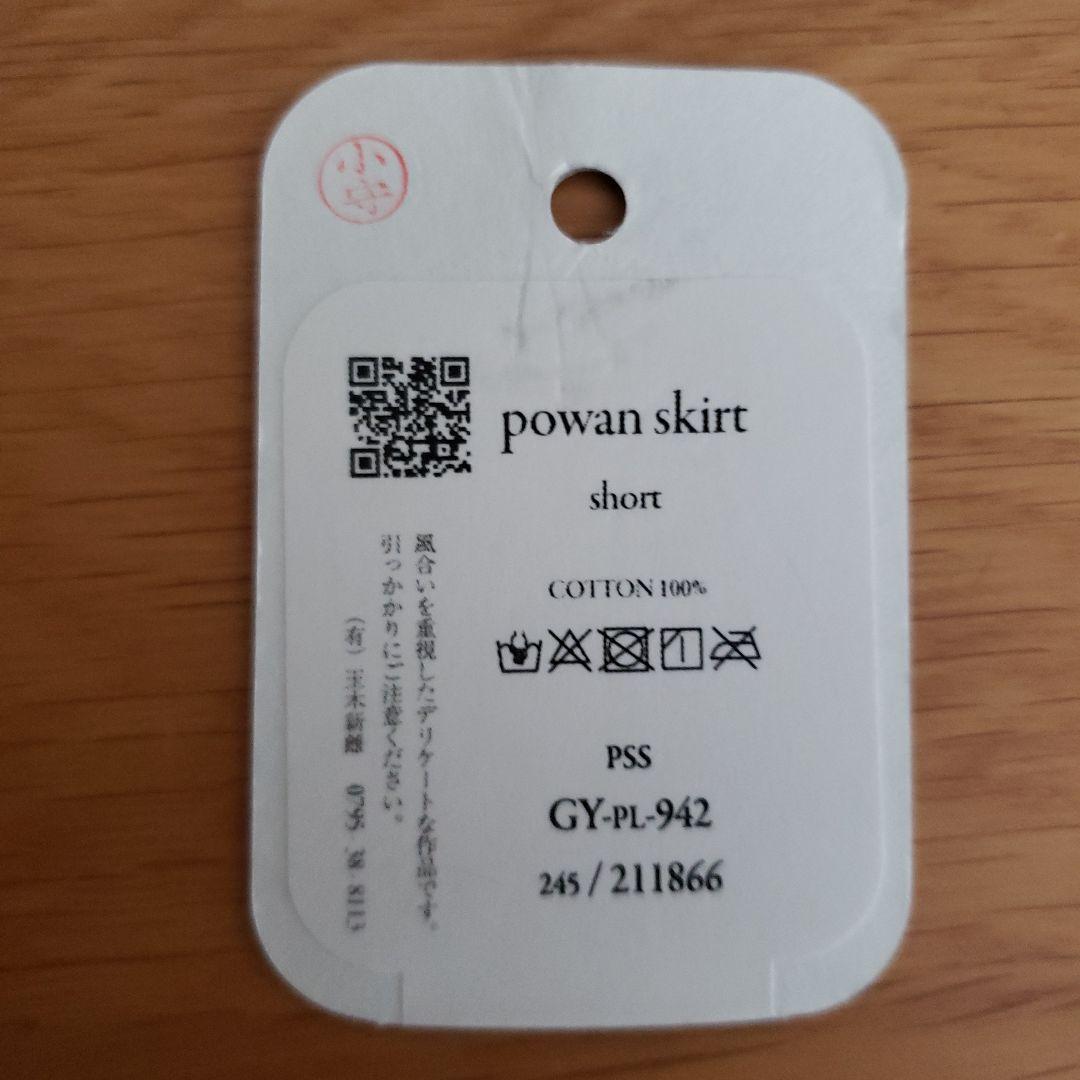 小守
powan skirt
short
COTTON 100%
風合いを重視したデリケートな作品です。
引っかかりにご注意ください。
(有) 玉木新雌 0795・38・8113
PSS
GY-PL-942
245 / 211866